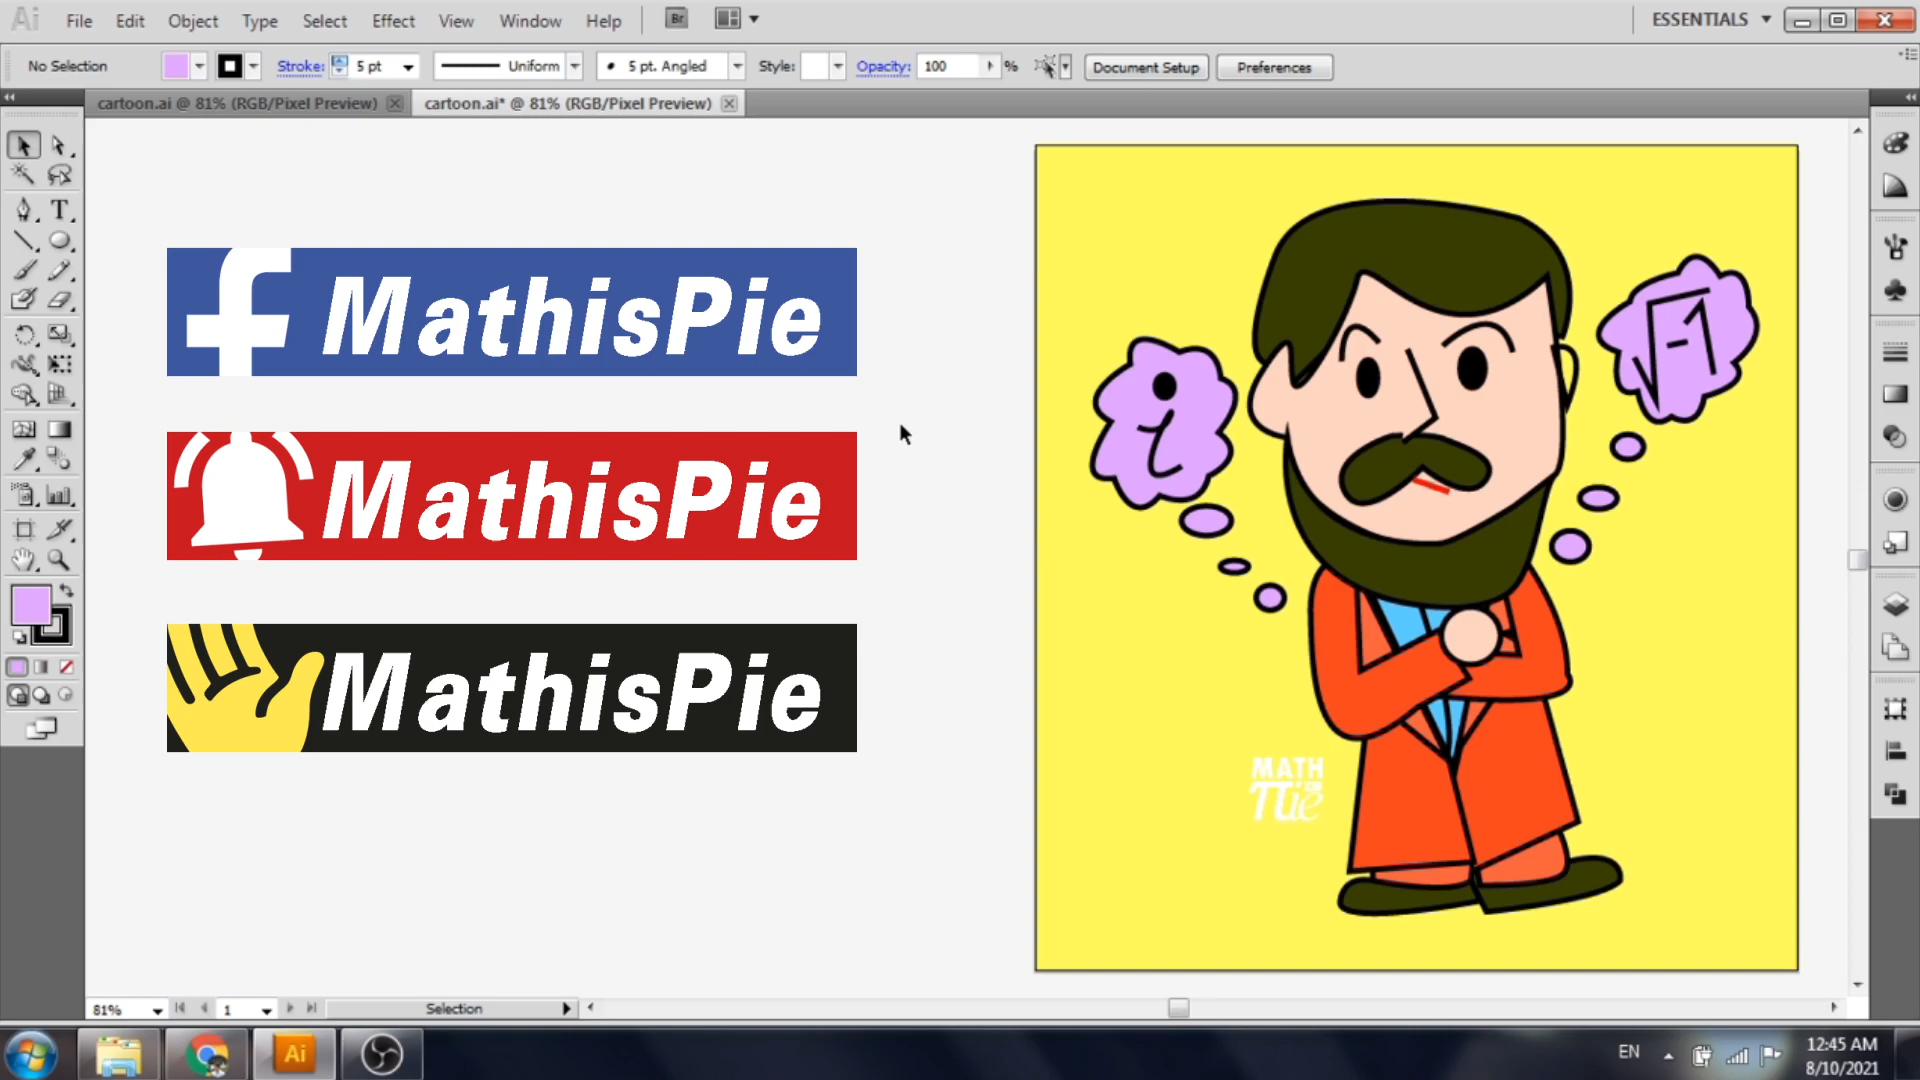 Ai File Edit Object Type Select Effect View Window Help Br ESSENTIALS
No Selection Stroke: 5 pt Uniform 5 pt. Angled Style: Opacity: 100 % Document Setup Preferences
cartoon.ai @ 81% (RGB/Pixel Preview) cartoon.ai* @ 81% (RGB/Pixel Preview)
T
f MathisPie
MathisPie
MathisPie
i
√-1
MATH
πie
81% 1 Selection
Ai EN 12:45 AM
8/10/2021